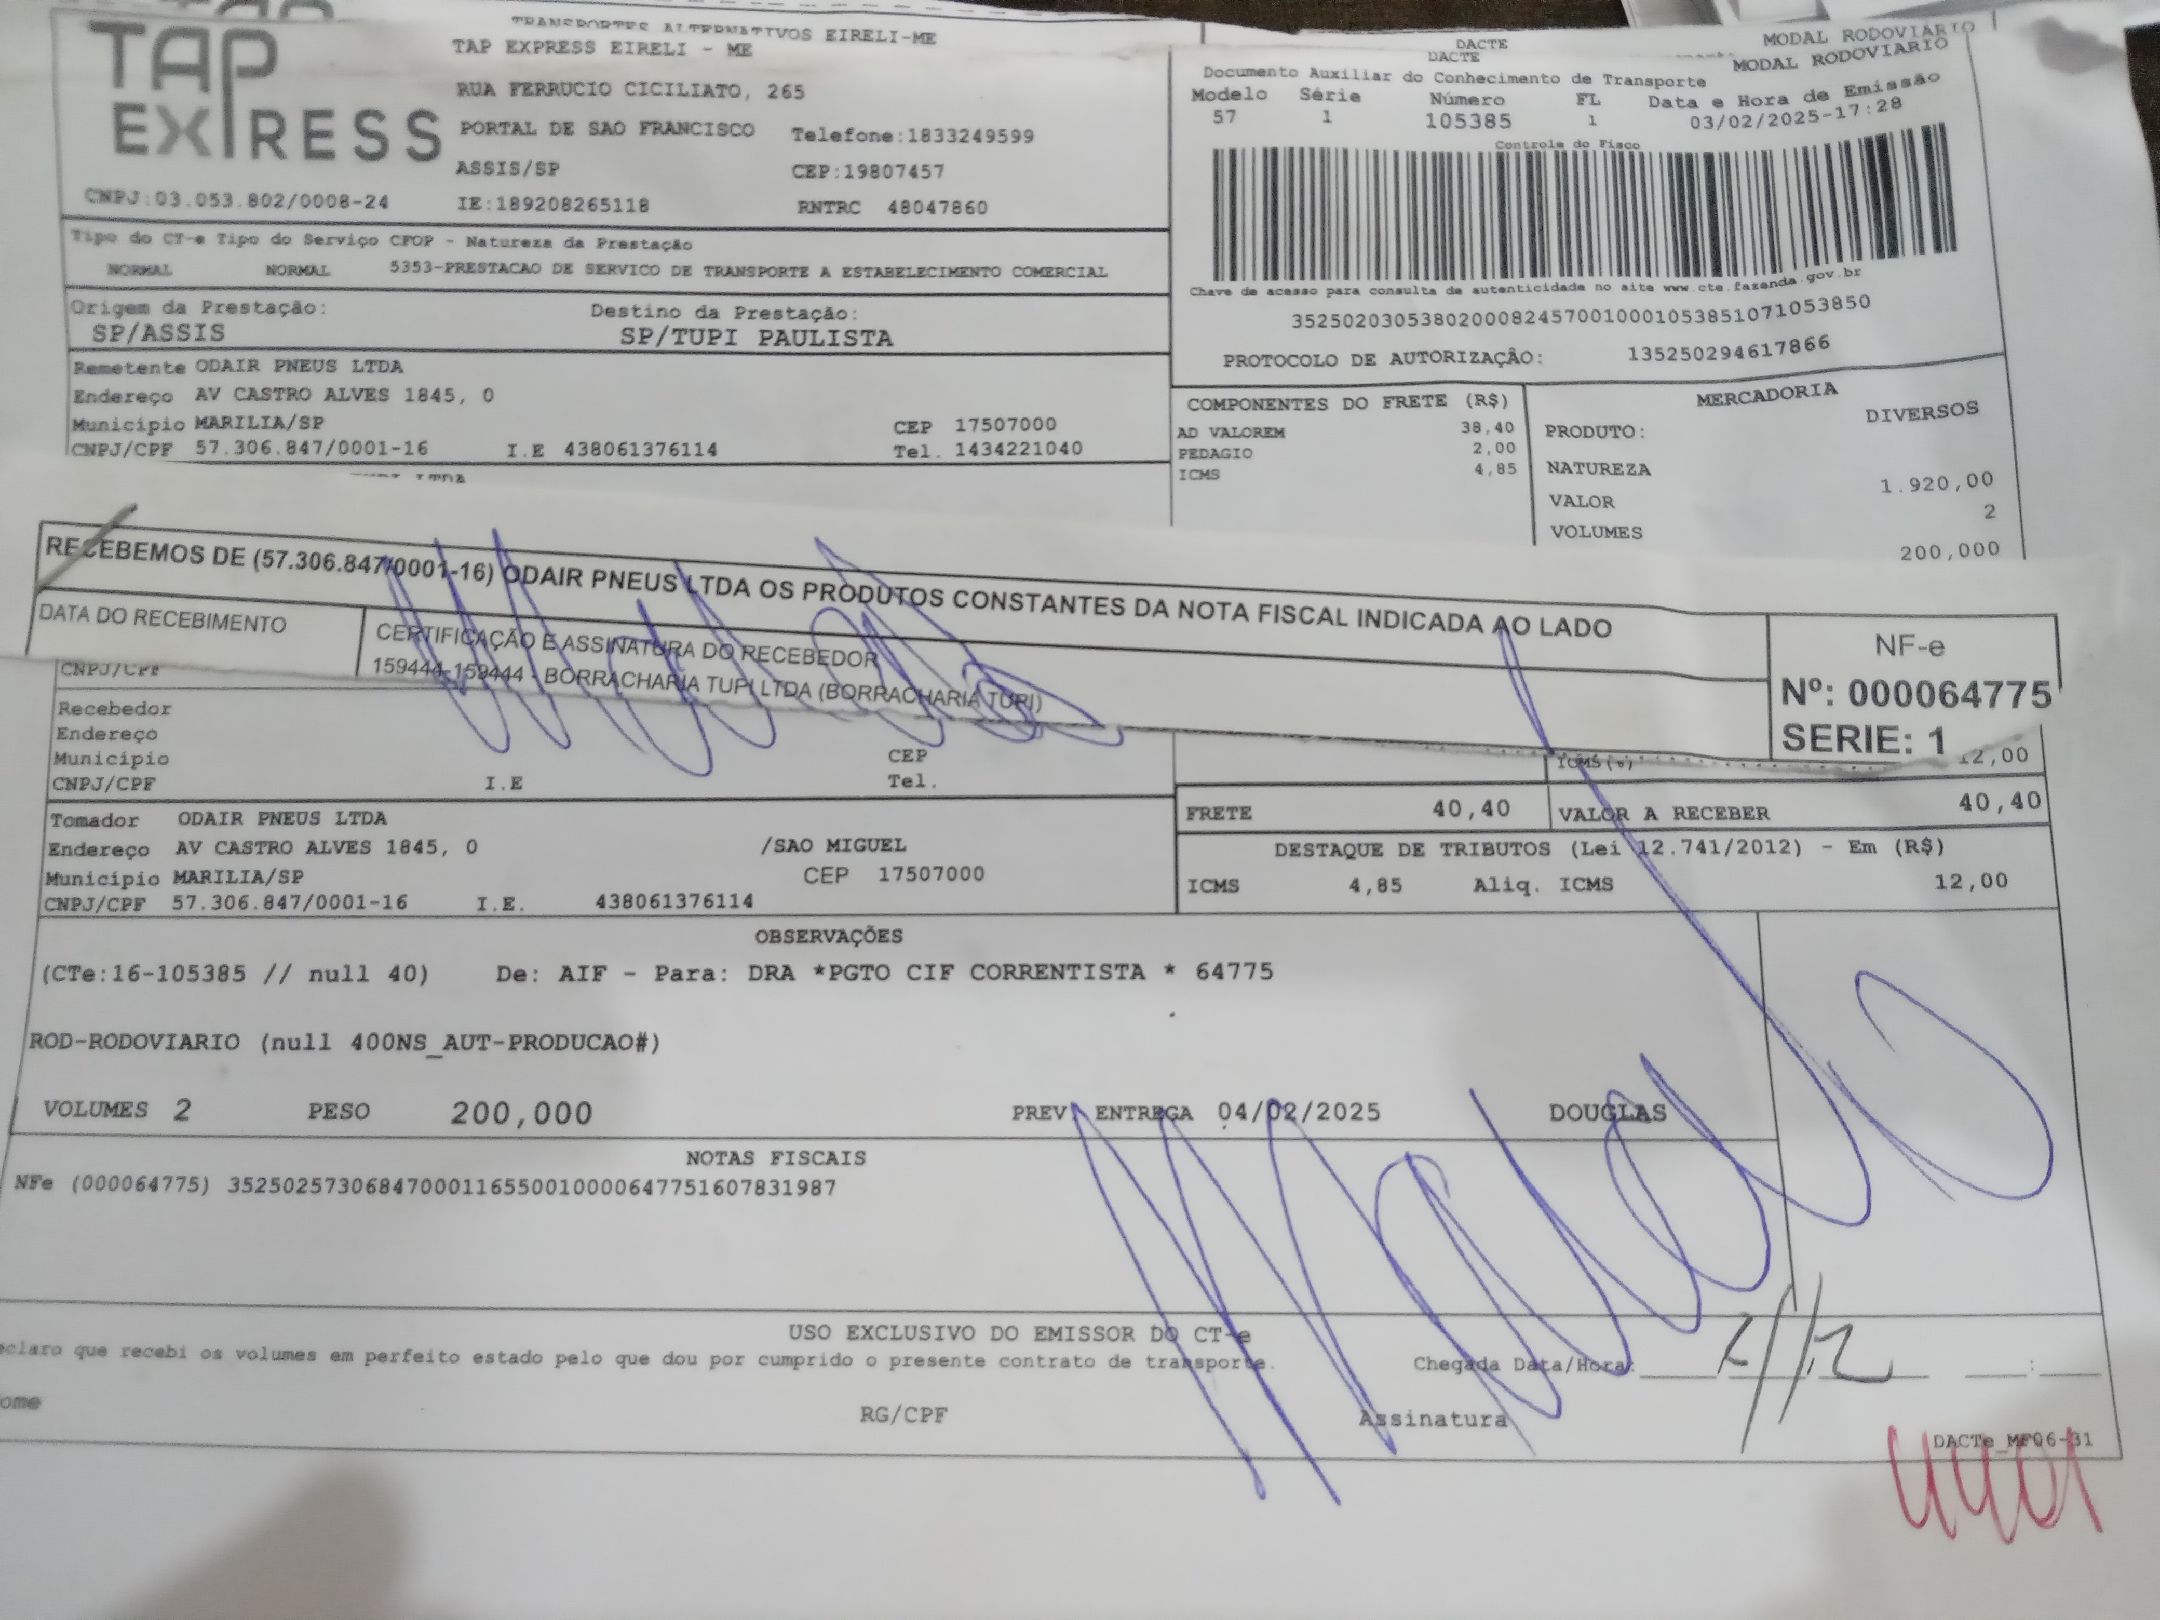 TRANSPORTES ALTERNATIVOS EIRELI-ME
TAP EXPRESS
TAP EXPRESS EIRELI - ME
RUA FERRUCIO CICILIATO, 265
PORTAL DE SAO FRANCISCO Telefone:1833249599
ASSIS/SP CEP:19807457
CNPJ:03.053.802/0008-24 IE:189208265118 RNTRC 48047860
Tipo do CT-e Tipo do Serviço CFOP - Natureza da Prestação
NORMAL NORMAL 5353-PRESTACAO DE SERVICO DE TRANSPORTE A ESTABELECIMENTO COMERCIAL
Origem da Prestação: Destino da Prestação:
SP/ASSIS SP/TUPI PAULISTA
Remetente ODAIR PNEUS LTDA
Endereço AV CASTRO ALVES 1845, 0
Município MARILIA/SP CEP 17507000
CNPJ/CPF 57.306.847/0001-16 I.E 438061376114 Tel. 1434221040
DACTE MODAL RODOVIARIO
DACTE MODAL RODOVIARIO
Documento Auxiliar do Conhecimento de Transporte
Modelo Série Número FL Data e Hora de Emissão
57 1 105385 1 03/02/2025-17:28
Controle do Fisco
Chave de acesso para consulta de autenticidade no site www.cte.fazenda.gov.br
35250203053802000824570010001053851071053850
PROTOCOLO DE AUTORIZAÇÃO: 135250294617866
COMPONENTES DO FRETE (R$)
AD VALOREM 38,40
PEDAGIO 2,00
ICMS 4,85
MERCADORIA
PRODUTO: DIVERSOS
NATUREZA
VALOR 1.920,00
VOLUMES 2
200,000
RECEBEMOS DE (57.306.847/0001-16) ODAIR PNEUS LTDA OS PRODUTOS CONSTANTES DA NOTA FISCAL INDICADA AO LADO
DATA DO RECEBIMENTO
CERTIFICAÇÃO E ASSINATURA DO RECEBEDOR
159444-159444 - BORRACHARIA TUPI LTDA (BORRACHARIA TUPI)
NF-e
Nº: 000064775
SERIE: 1
CNPJ/CPF
Recebedor
Endereço
Município CEP
CNPJ/CPF I.E Tel.
12,00
Tomador ODAIR PNEUS LTDA
Endereço AV CASTRO ALVES 1845, 0 /SAO MIGUEL
Município MARILIA/SP CEP 17507000
CNPJ/CPF 57.306.847/0001-16 I.E. 438061376114
FRETE 40,40 VALOR A RECEBER 40,40
DESTAQUE DE TRIBUTOS (Lei 12.741/2012) - Em (R$)
ICMS 4,85 Aliq. ICMS 12,00
OBSERVAÇÕES
(CTe:16-105385 // null 40) De: AIF - Para: DRA *PGTO CIF CORRENTISTA * 64775
ROD-RODOVIARIO (null 400NS_AUT-PRODUCAO#)
VOLUMES 2 PESO 200,000 PREV. ENTREGA 04/02/2025 DOUGLAS
NOTAS FISCAIS
NFe (000064775) 35250257306847000116550010000647751607831987
USO EXCLUSIVO DO EMISSOR DO CT-e
eclaro que recebi os volumes em perfeito estado pelo que dou por cumprido o presente contrato de transporte. Chegada Data/Hora:
ome RG/CPF Assinatura
DACTe_MF06-31